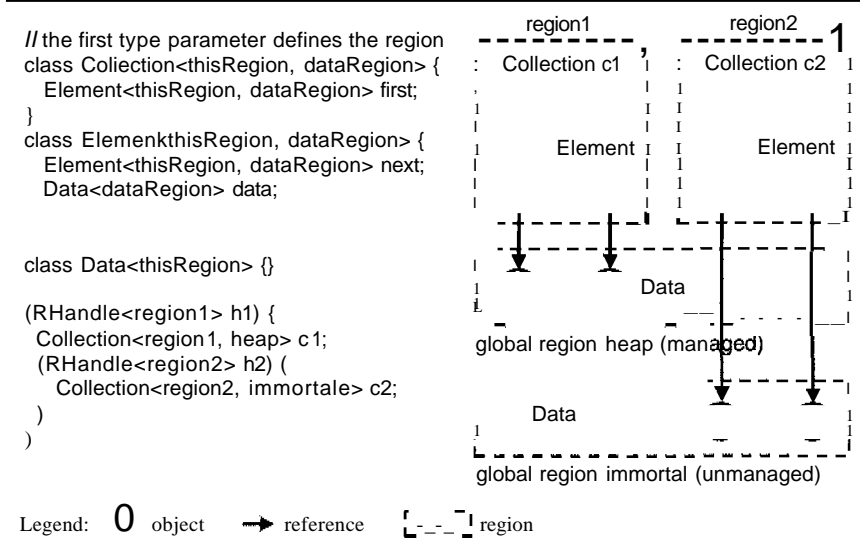 // the first type parameter defines the region
class Coliection<thisRegion, dataRegion> {
Element<thisRegion, dataRegion> first;
}
class ElemenkthisRegion, dataRegion> {
Element<thisRegion, dataRegion> next;
Data<dataRegion> data;
class Data<thisRegion> {}
(RHandle<region1> h1) {
Collection<region1, heap> c1;
(RHandle<region2> h2) (
Collection<region2, immortale> c2;
)
)
region1
Collection c1
Element
region2
Collection c2
Element
Data
global region heap (managed)
Data
global region immortal (unmanaged)
Legend: 0 object reference region